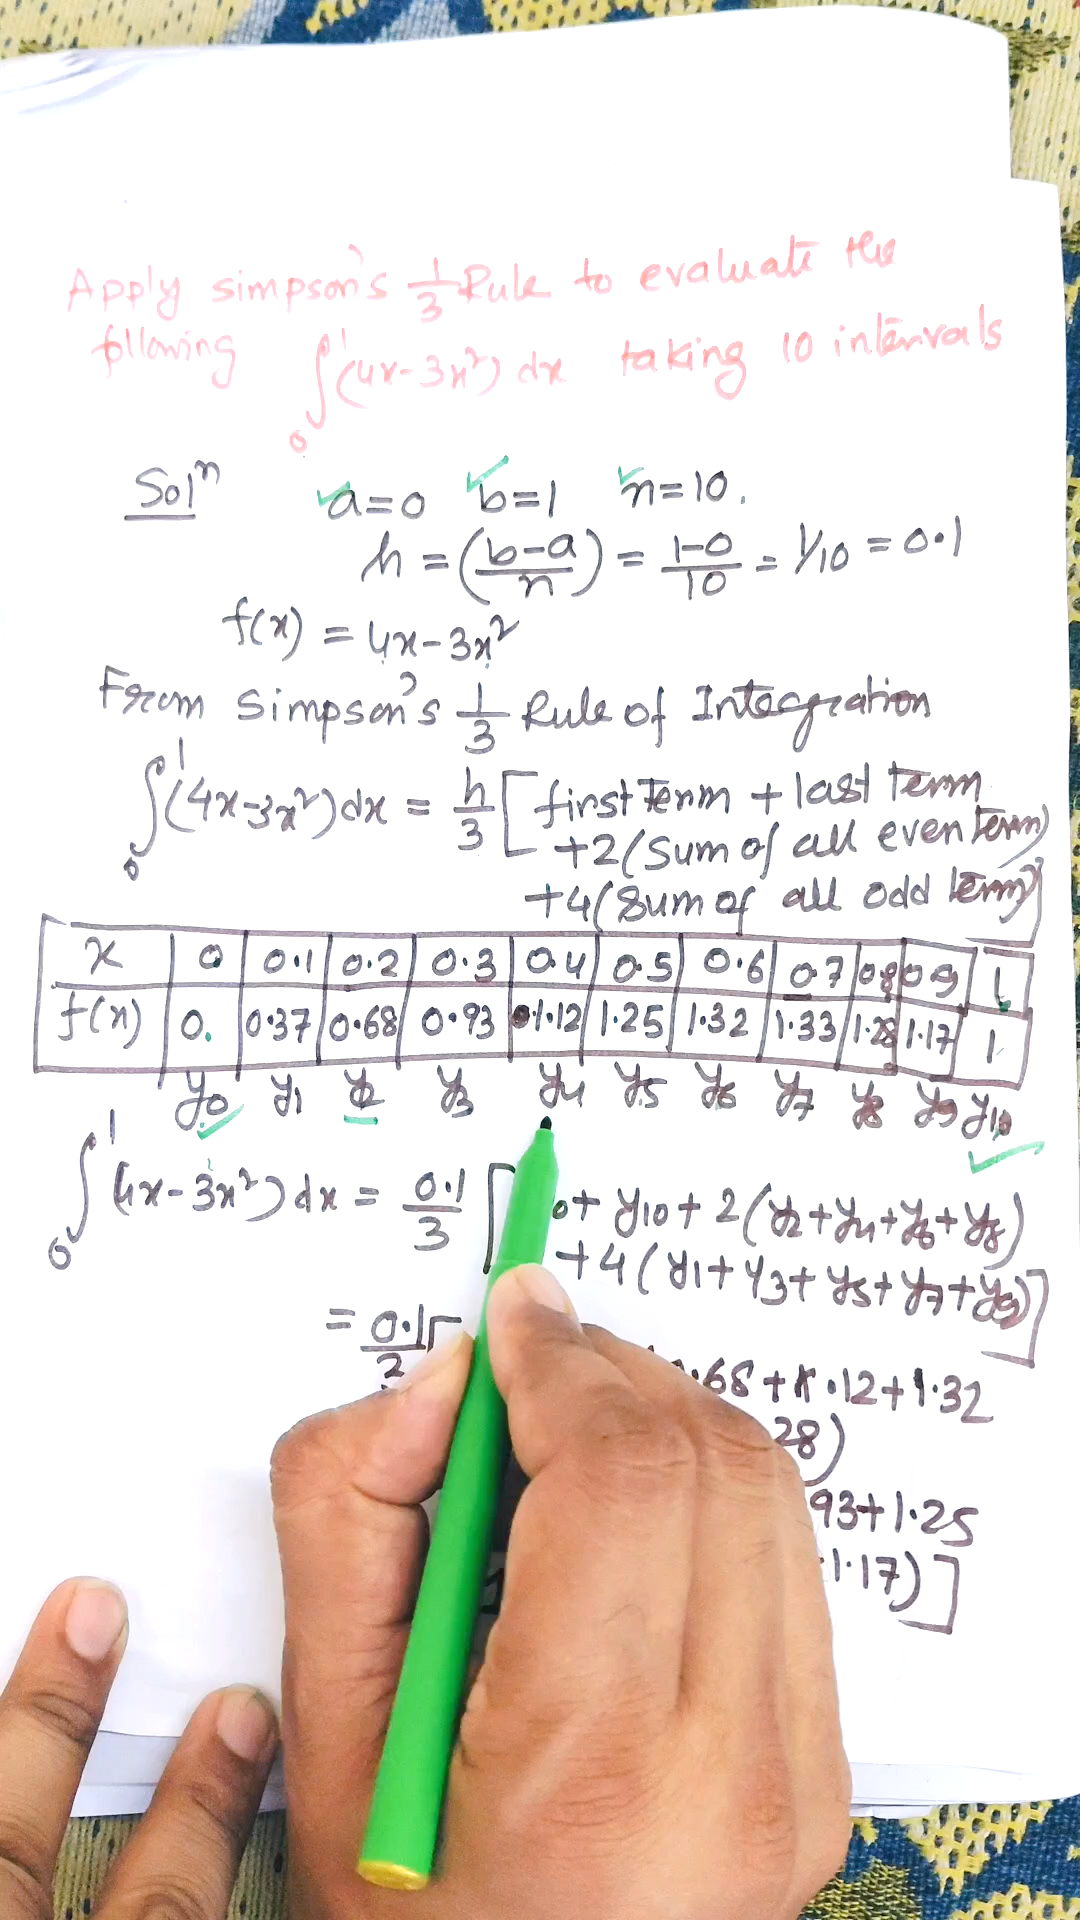 Apply simpson's 1/3 Rule to evaluate the
following ∫₀¹(4x-3x²) dx taking 10 intervals
Solⁿ a=0 b=1 n=10.
h = (b-a/n) = 1-0/10 = 1/10 = 0.1
f(x) = 4x-3x²
From Simpson's 1/3 Rule of Integration
∫₀¹(4x-3x²)dx = h/3 [first term + last term
+2(sum of all even term)
+4(sum of all odd term)]
x 0 0.1 0.2 0.3 0.4 0.5 0.6 0.7 0.8 0.9 1
f(x) 0. 0.37 0.68 0.93 1.12 1.25 1.32 1.33 1.28 1.17 1
y₀ y₁ y₂ y₃ y₄ y₅ y₆ y₇ y₈ y₉ y₁₀
∫₀¹(4x-3x²)dx = 0.1/3 [ ₀+ y₁₀+ 2(y₂+y₄+y₆+y₈)
+4(y₁+y₃+y₅+y₇+y₉)]
= 0.1/3 [ .68+1.12+1.32
28)
93+1.25
1.17)]